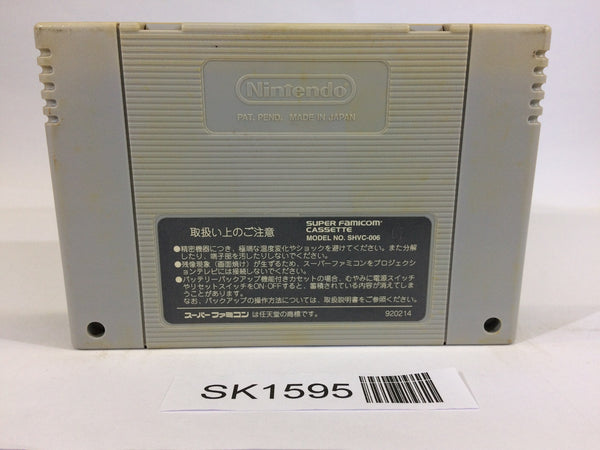 Nintendo
PAT. PEND. MADE IN JAPAN
取扱い上のご注意
SUPER FAMICOM
CASSETTE
MODEL NO. SHVC-006
●精密機器につき、極端な温度変化やショックを避けてください。また分解
したり、端子部を汚したりしないでください。
●残像現象(画面焼け)が生ずるため、スーパーファミコンをプロジェクシ
ョンテレビには接続しないでください。
●バッテリーバックアップ機能付きカセットの場合、むやみに電源スイッチ
やリセットスイッチをON・OFFすると、蓄積されている内容が消えてしま
うことがあります。
なお、バックアップの操作方法については、取扱説明書をご参照ください。
スーパーファミコンは任天堂の商標です。
920214
SK1595